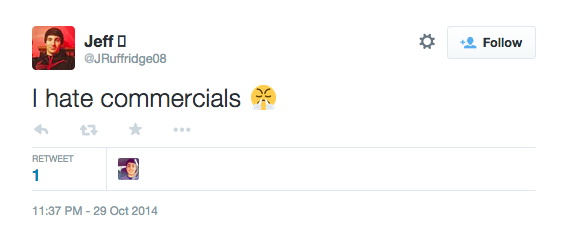 Jeff
@JRuffridge08
Follow
I hate commercials 😤
RETWEET
1
11:37 PM - 29 Oct 2014